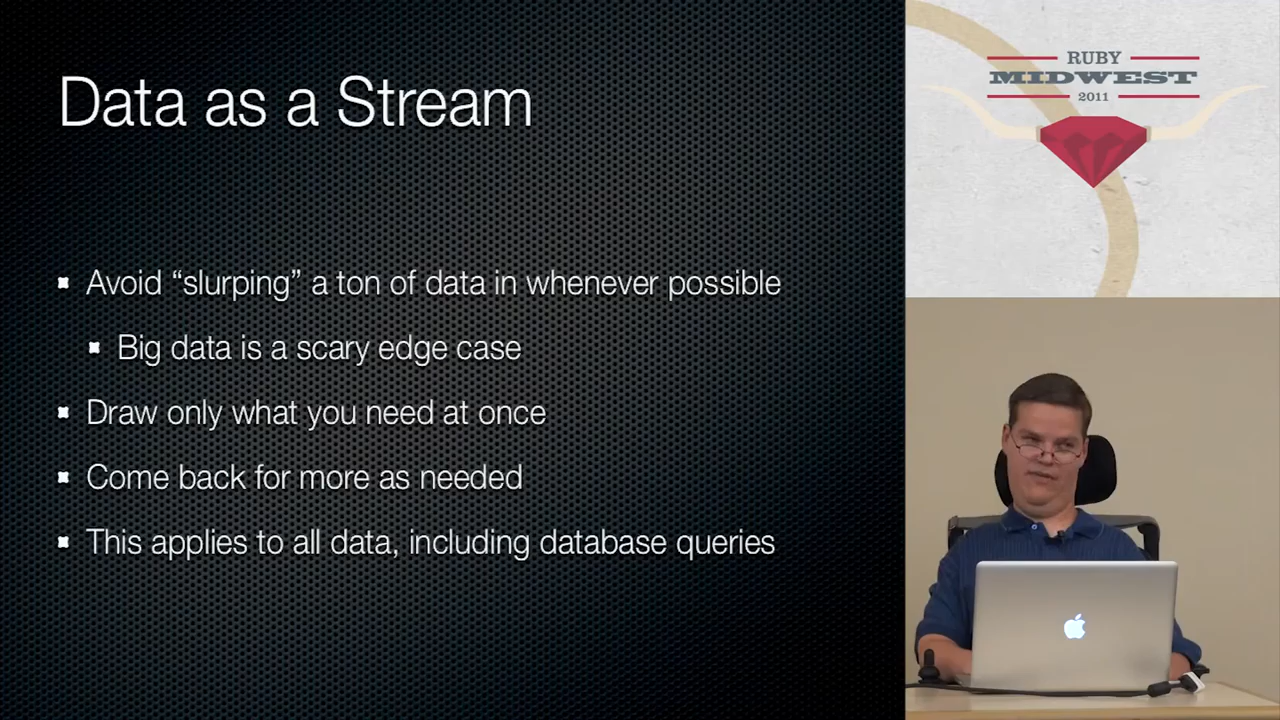 Data as a Stream
Avoid “slurping” a ton of data in whenever possible
Big data is a scary edge case
Draw only what you need at once
Come back for more as needed
This applies to all data, including database queries
RUBY
MIDWEST
2011